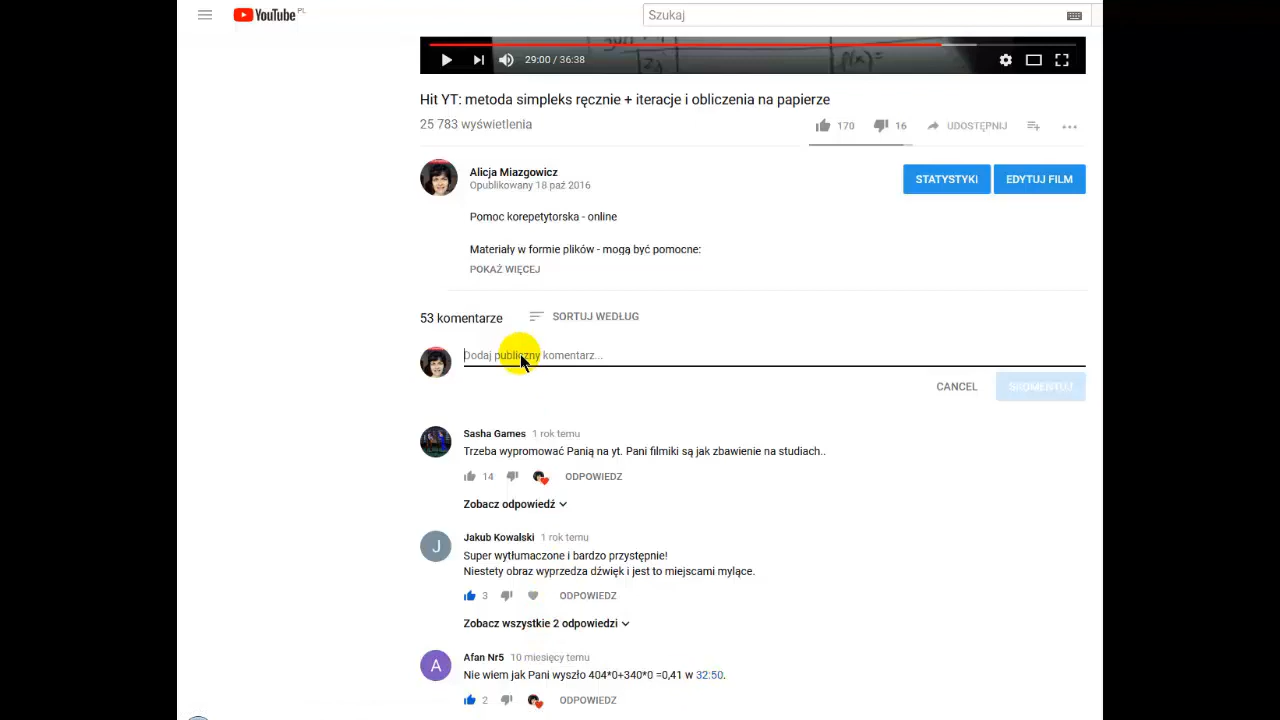 YouTube PL
Szukaj
29:00 / 36:38
Hit YT: metoda simpleks ręcznie + iteracje i obliczenia na papierze
25 783 wyświetlenia
170
16
UDOSTĘPNIJ
Alicja Miazgowicz
Opublikowany 18 paź 2016
STATYSTYKI
EDYTUJ FILM
Pomoc korepetytorska - online
Materiały w formie plików - mogą być pomocne:
POKAŻ WIĘCEJ
53 komentarze
SORTUJ WEDŁUG
Dodaj publiczny komentarz...
CANCEL
SKOMENTUJ
Sasha Games 1 rok temu
Trzeba wypromować Panią na yt. Pani filmiki są jak zbawienie na studiach..
14
ODPOWIEDZ
Zobacz odpowiedź
J
Jakub Kowalski 1 rok temu
Super wytłumaczone i bardzo przystępnie!
Niestety obraz wyprzedza dźwięk i jest to miejscami mylące.
3
ODPOWIEDZ
Zobacz wszystkie 2 odpowiedzi
A
Afan Nr5 10 miesięcy temu
Nie wiem jak Pani wyszło 404*0+340*0 =0,41 w 32:50.
2
ODPOWIEDZ